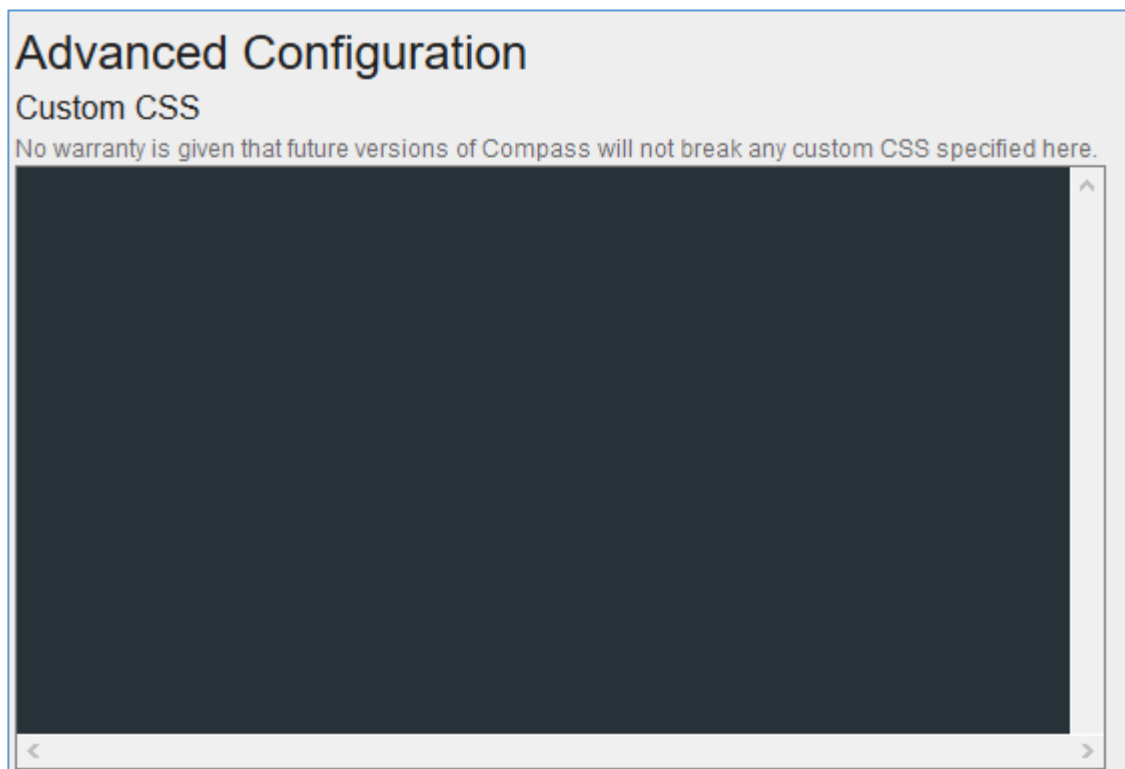 Advanced Configuration
Custom CSS
No warranty is given that future versions of Compass will not break any custom CSS specified here.